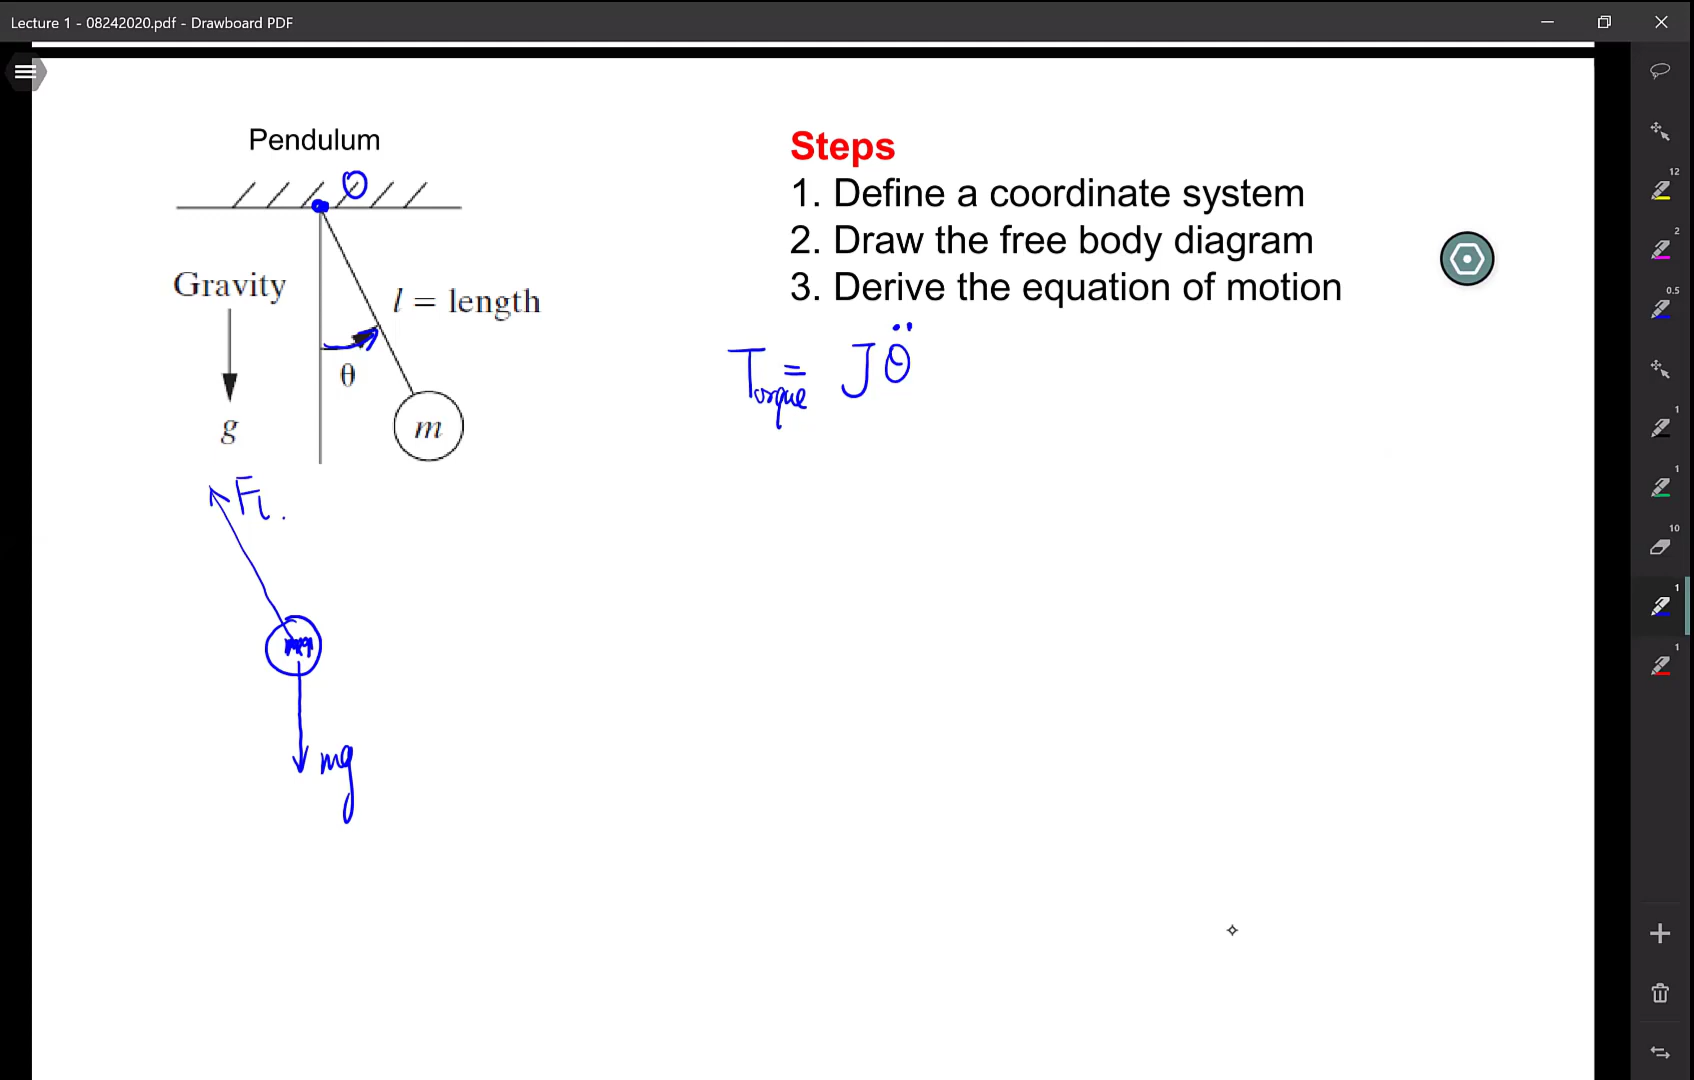 Lecture 1 - 08242020.pdf - Drawboard PDF
Pendulum
O
Gravity
l = length
θ
g
m
Steps
1. Define a coordinate system
2. Draw the free body diagram
3. Derive the equation of motion
Torque = Jθ̈
F_l.
m
mg
12
2
0.5
1
1
10
1
1